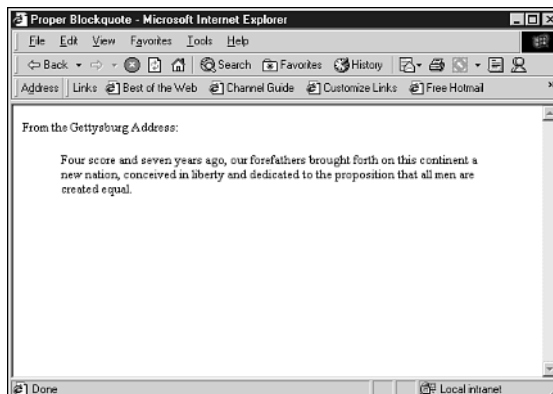 Proper Blockquote - Microsoft Internet Explorer
File Edit View Favorites Tools Help
Back Search Favorites History
Address Links Best of the Web Channel Guide Customize Links Free Hotmail
From the Gettysburg Address:
Four score and seven years ago, our forefathers brought forth on this continent a
new nation, conceived in liberty and dedicated to the proposition that all men are
created equal.
Done Local intranet